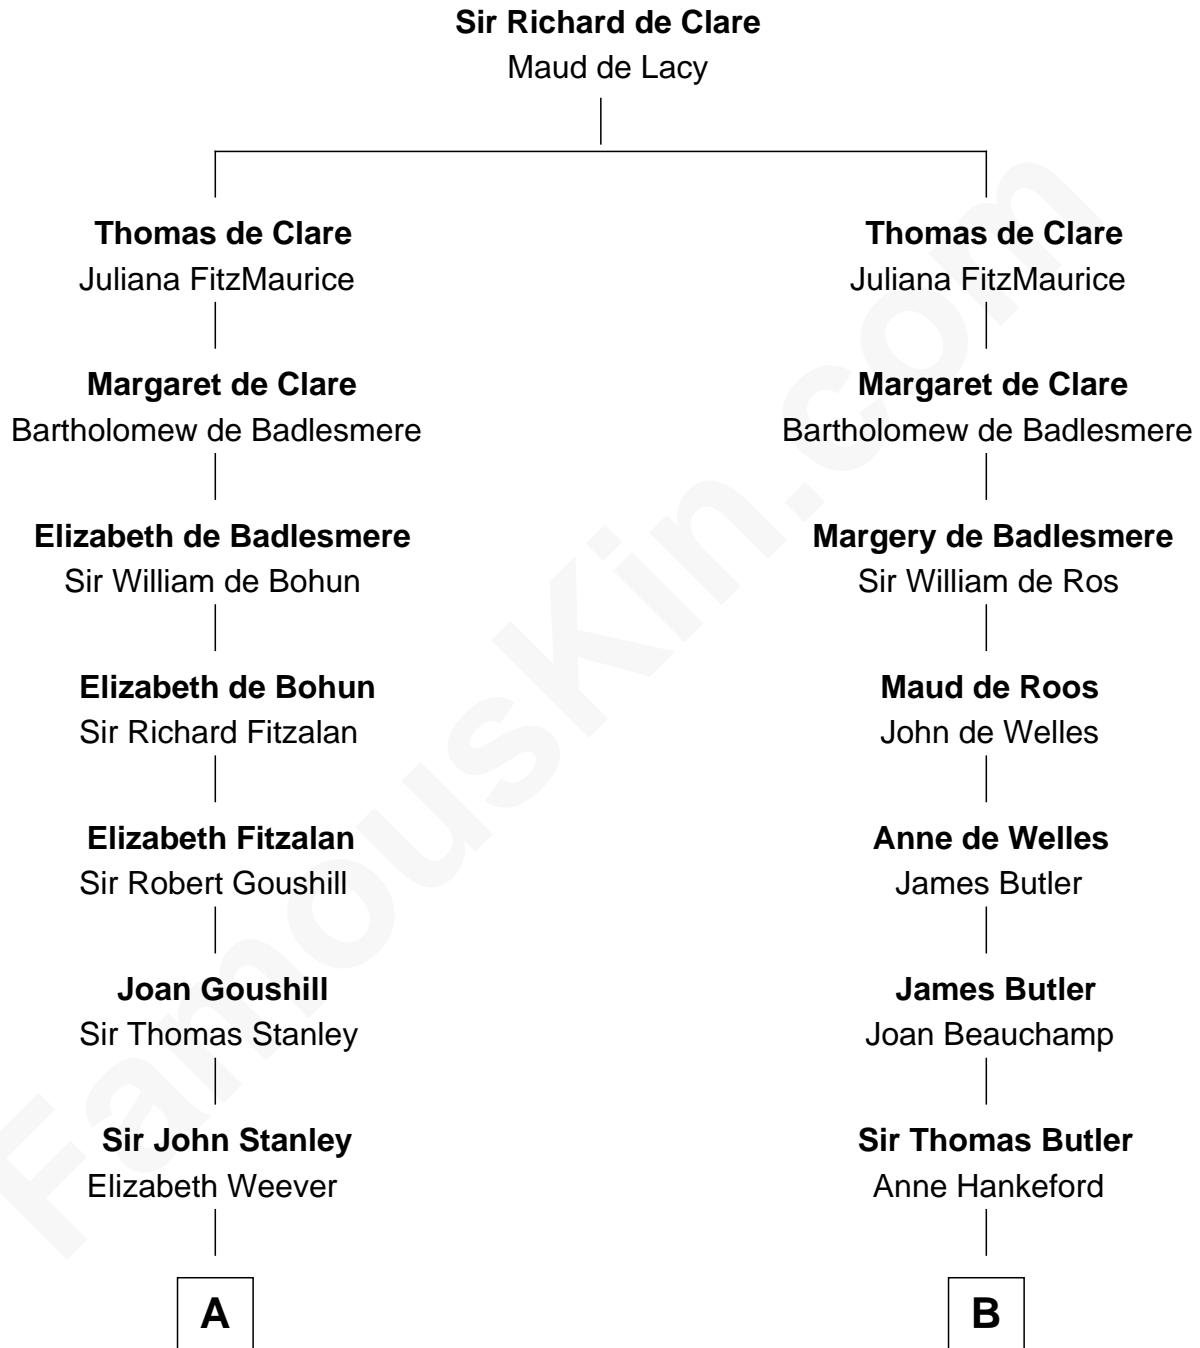 Sir Richard de Clare
Maud de Lacy
Thomas de Clare
Juliana FitzMaurice
Margaret de Clare
Bartholomew de Badlesmere
Elizabeth de Badlesmere
Sir William de Bohun
Elizabeth de Bohun
Sir Richard Fitzalan
Elizabeth Fitzalan
Sir Robert Goushill
Joan Goushill
Sir Thomas Stanley
Sir John Stanley
Elizabeth Weever
A
Thomas de Clare
Juliana FitzMaurice
Margaret de Clare
Bartholomew de Badlesmere
Margery de Badlesmere
Sir William de Ros
Maud de Roos
John de Welles
Anne de Welles
James Butler
James Butler
Joan Beauchamp
Sir Thomas Butler
Anne Hankeford
B
FamousKin.com